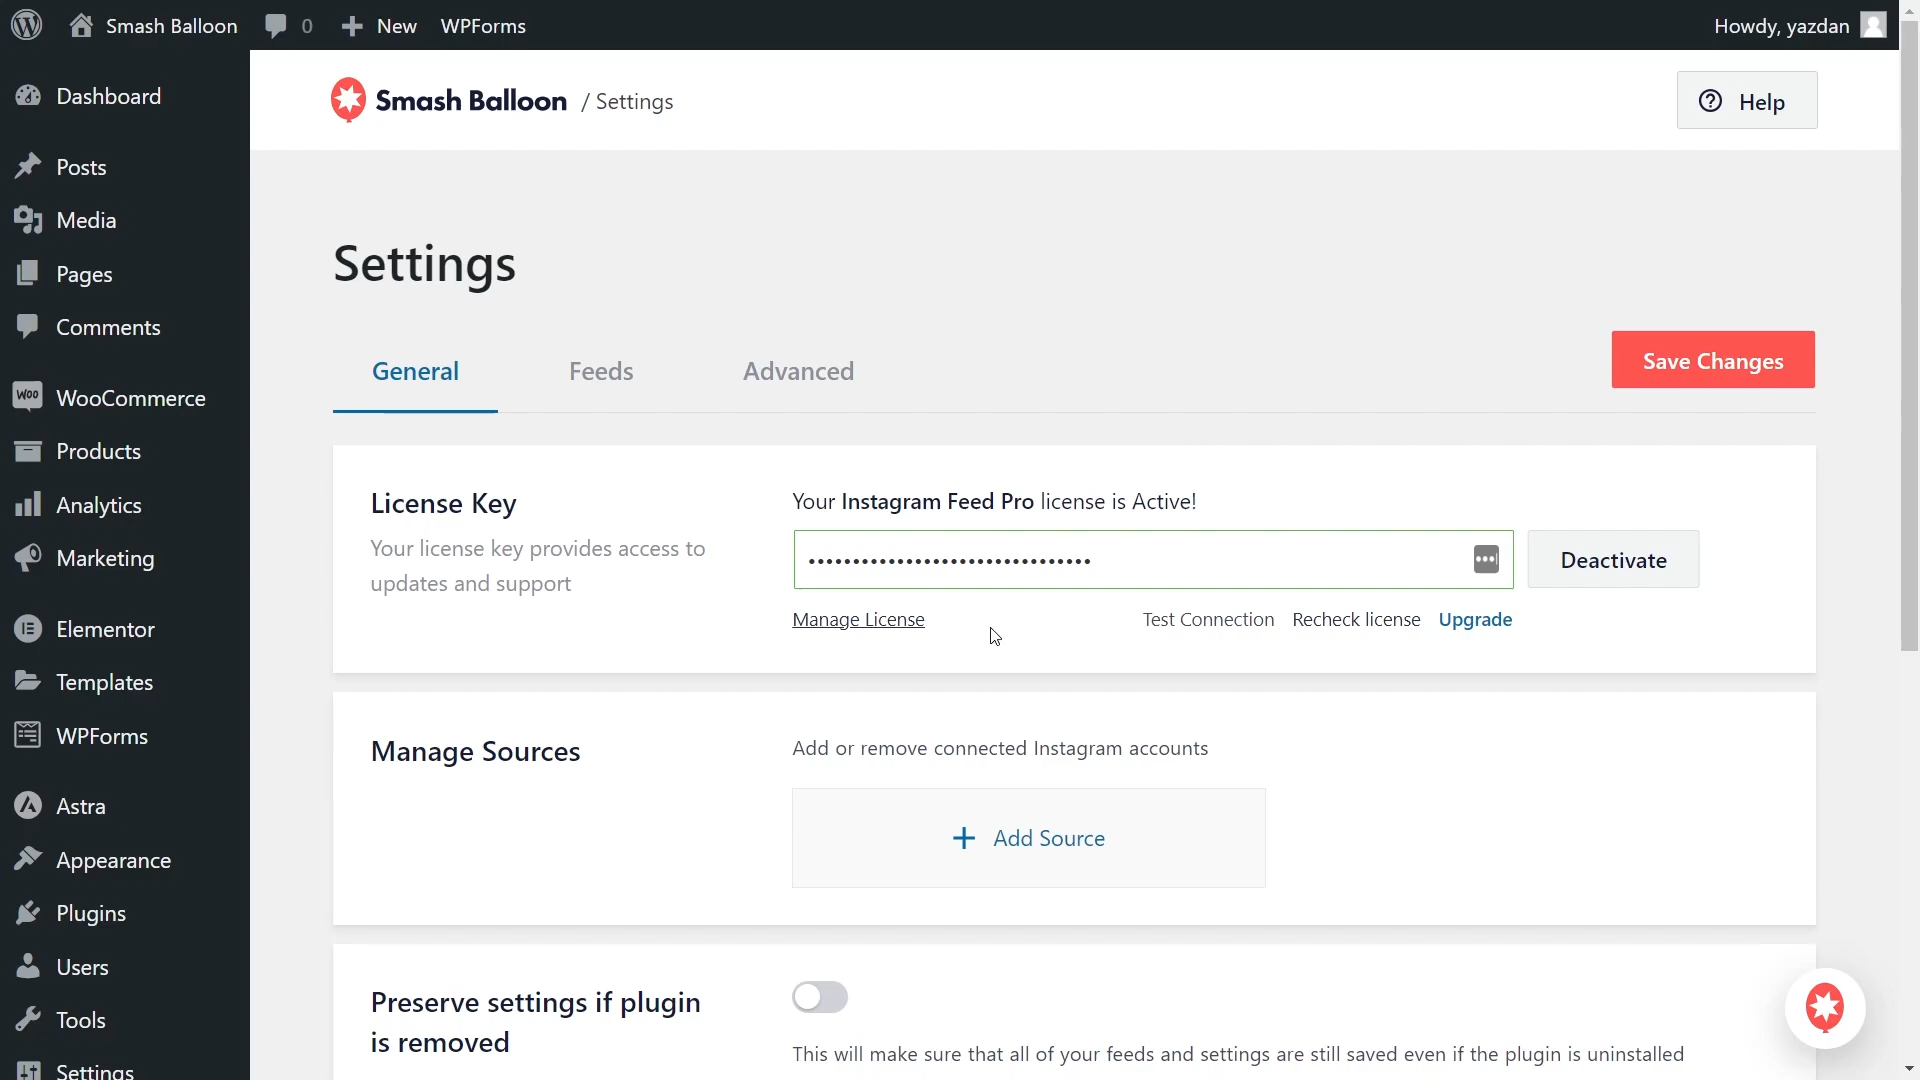 Smash Balloon
0
New
WPForms
Howdy, yazdan
Dashboard
Posts
Media
Pages
Comments
WooCommerce
Products
Analytics
Marketing
Elementor
Templates
WPForms
Astra
Appearance
Plugins
Users
Tools
Settings
Smash Balloon / Settings
Help
Settings
General
Feeds
Advanced
Save Changes
License Key
Your license key provides access to
updates and support
Your Instagram Feed Pro license is Active!
••••••••••••••••••••••••••••••••
Deactivate
Manage License
Test Connection
Recheck license
Upgrade
Manage Sources
Add or remove connected Instagram accounts
+ Add Source
Preserve settings if plugin
is removed
This will make sure that all of your feeds and settings are still saved even if the plugin is uninstalled